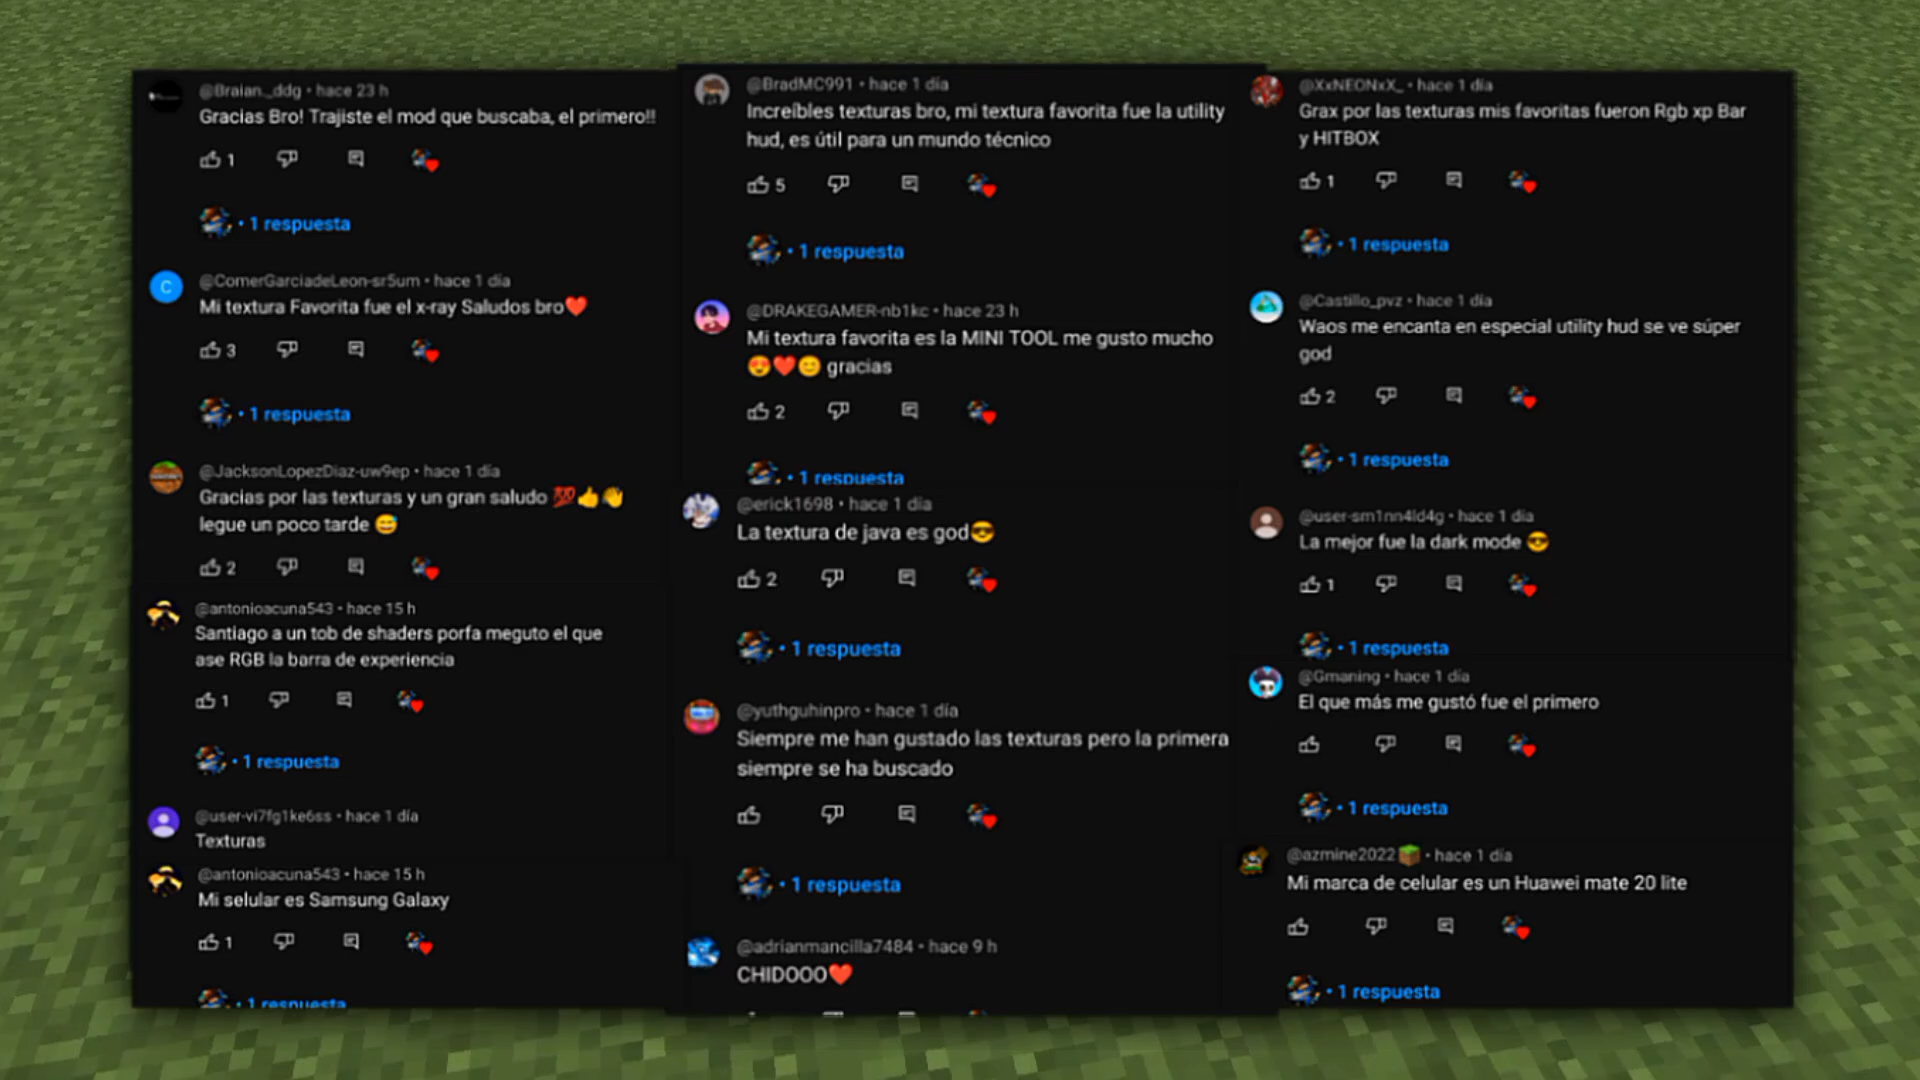 @Braian._ddg • hace 23 h
Gracias Bro! Trajiste el mod que buscaba, el primero!!
1
• 1 respuesta
@ComerGarciadeLeon-sr5um • hace 1 día
Mi textura Favorita fue el x-ray Saludos bro❤️
3
• 1 respuesta
@JacksonLopezDiaz-uw9ep • hace 1 día
Gracias por las texturas y un gran saludo 💯👍👋
legue un poco tarde 😅
2
@antonioacuna543 • hace 15 h
Santiago a un tob de shaders porfa meguto el que
ase RGB la barra de experiencia
1
• 1 respuesta
@user-vi7fg1ke6ss • hace 1 día
Texturas
@antonioacuna543 • hace 15 h
Mi selular es Samsung Galaxy
1
• 1 respuesta
@BradMC991 • hace 1 día
Increíbles texturas bro, mi textura favorita fue la utility
hud, es útil para un mundo técnico
5
• 1 respuesta
@DRAKEGAMER-nb1kc • hace 23 h
Mi textura favorita es la MINI TOOL me gusto mucho
😍❤️😊 gracias
2
• 1 respuesta
@erick1698 • hace 1 día
La textura de java es god😎
2
• 1 respuesta
@yuthguhinpro • hace 1 día
Siempre me han gustado las texturas pero la primera
siempre se ha buscado
• 1 respuesta
@adrianmancilla7484 • hace 9 h
CHIDOOO❤️
@XxNEONxX_ • hace 1 día
Grax por las texturas mis favoritas fueron Rgb xp Bar
y HITBOX
1
• 1 respuesta
@Castillo_pvz • hace 1 día
Waos me encanta en especial utility hud se ve súper
god
2
• 1 respuesta
@user-sm1nn4ld4g • hace 1 día
La mejor fue la dark mode 😎
1
• 1 respuesta
@Gmaning • hace 1 día
El que más me gustó fue el primero
• 1 respuesta
@azmine2022 • hace 1 día
Mi marca de celular es un Huawei mate 20 lite
• 1 respuesta
C